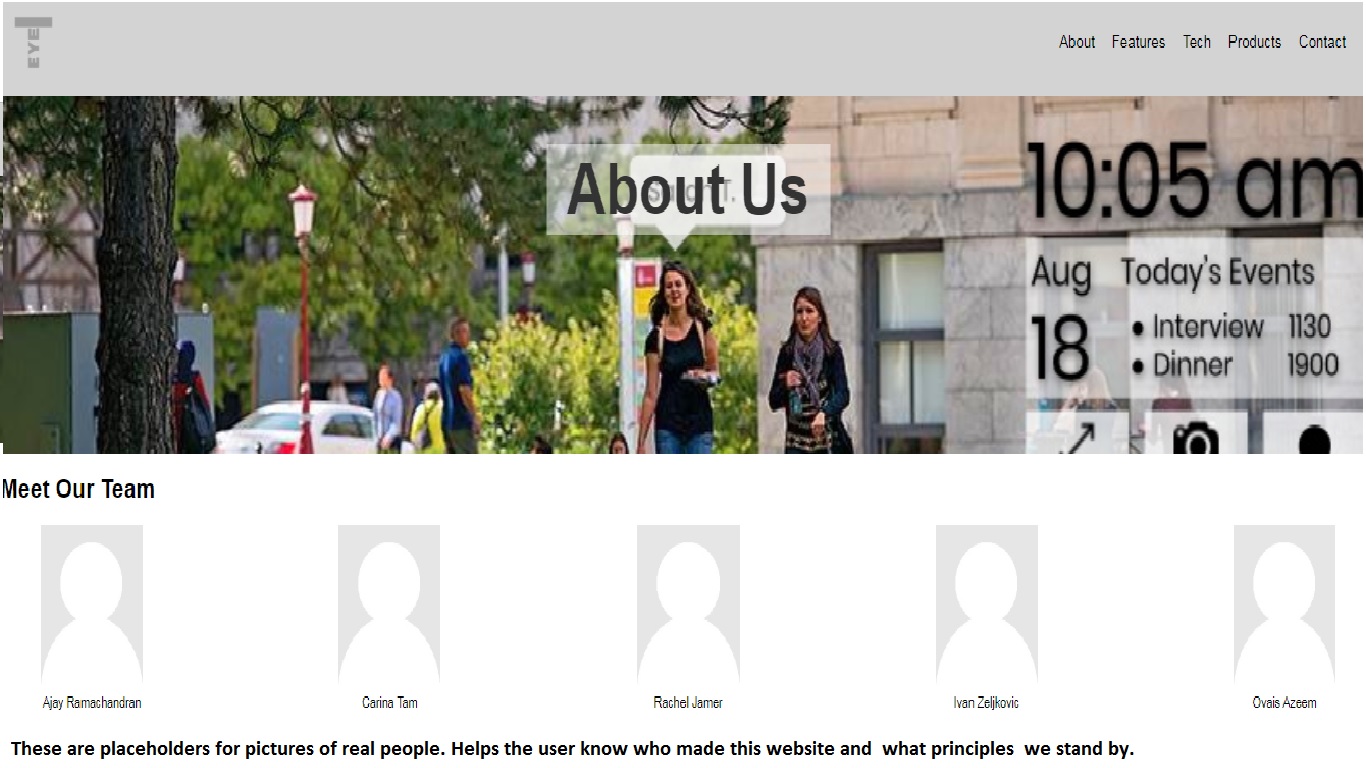 EYE T
About Features Tech Products Contact
About Us
10:05 am
Aug Today's Events
18
• Interview 1130
• Dinner 1900
Meet Our Team
Ajay Ramachandran Carina Tam Rachel Jamer Ivan Zeljkovic Ovais Azeem
These are placeholders for pictures of real people. Helps the user know who made this website and what principles we stand by.